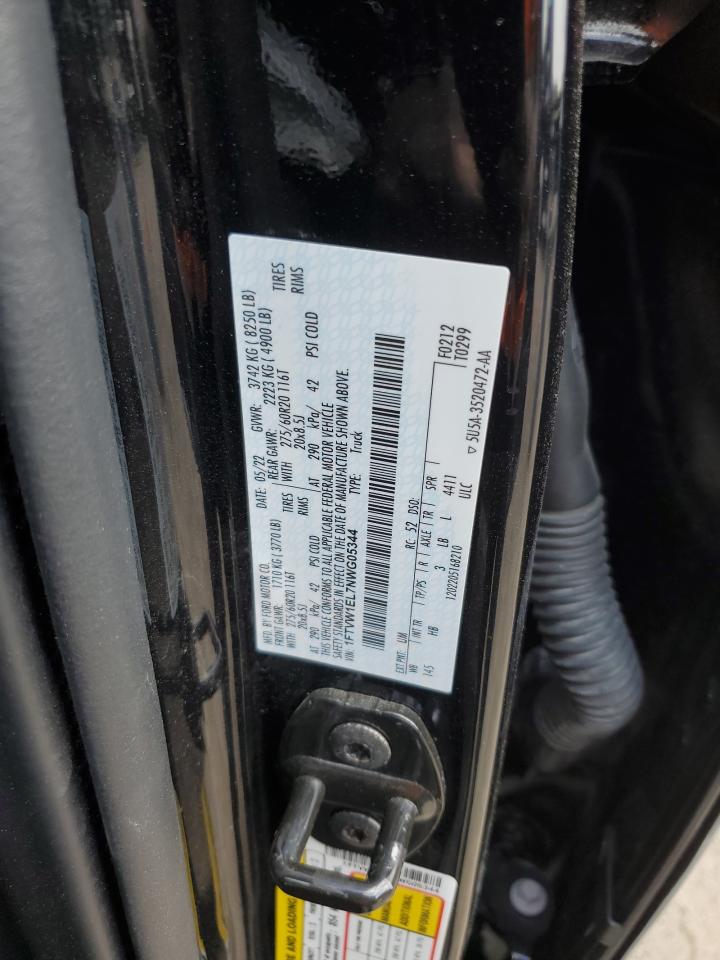 MFD. BY FORD MOTOR CO.
DATE: 05/22 GVWR: 3742 KG ( 8250 LB)
FRONT GAWR: 1710 KG (3770 LB) REAR GAWR: 2223 KG ( 4900 LB)
WITH 275/60R20 116T TIRES WITH 275/60R20 116T TIRES
20x8.5J RIMS 20x8.5J RIMS
AT 290 kPa/ 42 PSI COLD AT 290 kPa/ 42 PSI COLD
THIS VEHICLE CONFORMS TO ALL APPLICABLE FEDERAL MOTOR VEHICLE
SAFETY STANDARDS IN EFFECT ON THE DATE OF MANUFACTURE SHOWN ABOVE.
VIN: 1FTVW1EL7NWG05344 TYPE: Truck
F0212
T0299
EXT PNT: UM RC: 52 DSO:
WB INT TR TP/PS R AXLE TR SPR
145 HB 3 LB L 4411
1202205168210 ULC ▽ 5U5A-3520472-AA
E AND LOADING
ADDITIONAL
INFORMATION